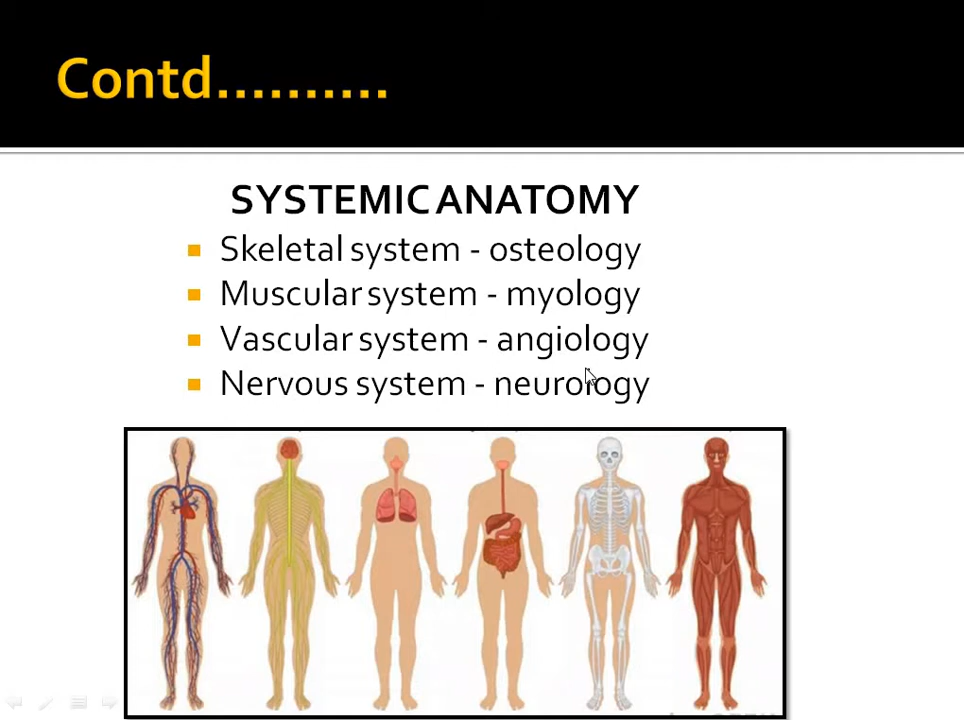 Contd..........
SYSTEMIC ANATOMY
Skeletal system - osteology
Muscular system - myology
Vascular system - angiology
Nervous system - neurology